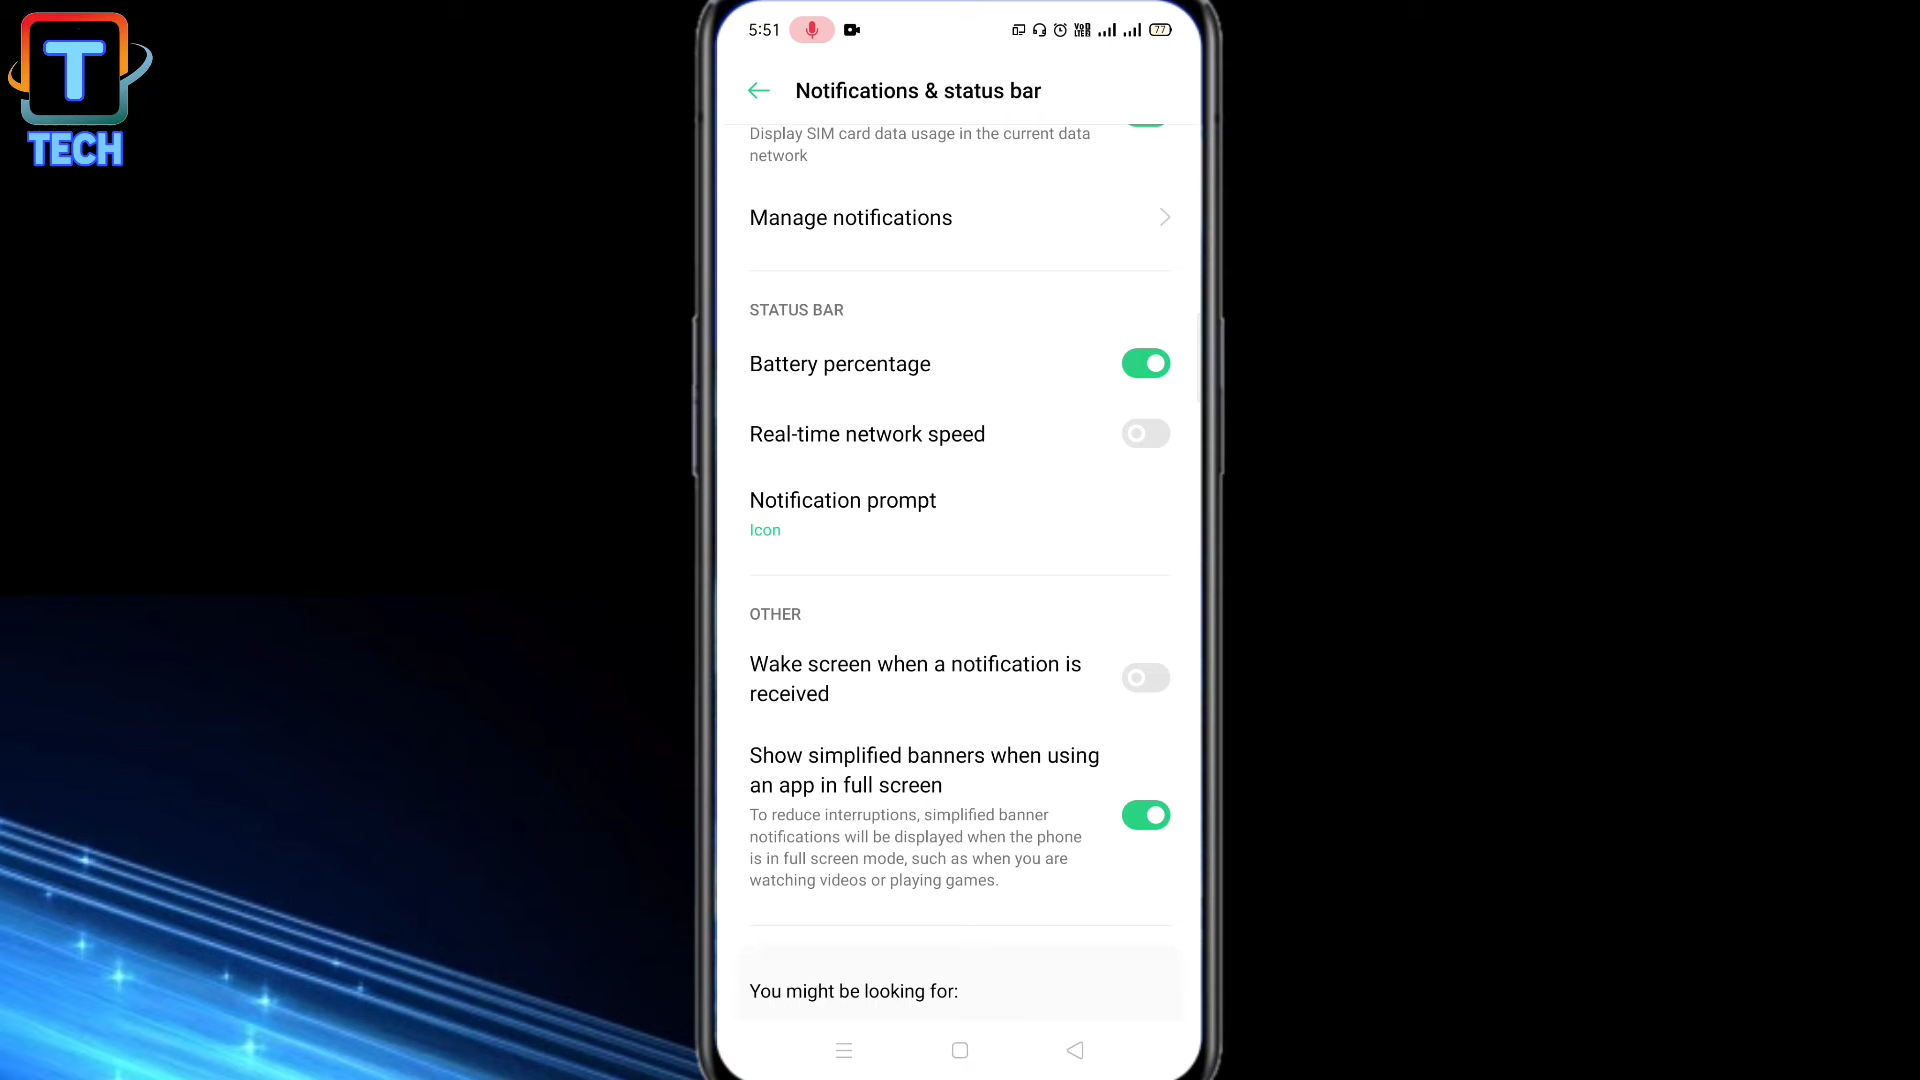 T
TECH
5:51
VoD
LTE
77
Notifications & status bar
Display SIM card data usage in the current data
network
Manage notifications
STATUS BAR
Battery percentage
Real-time network speed
Notification prompt
Icon
OTHER
Wake screen when a notification is
received
Show simplified banners when using
an app in full screen
To reduce interruptions, simplified banner
notifications will be displayed when the phone
is in full screen mode, such as when you are
watching videos or playing games.
You might be looking for: